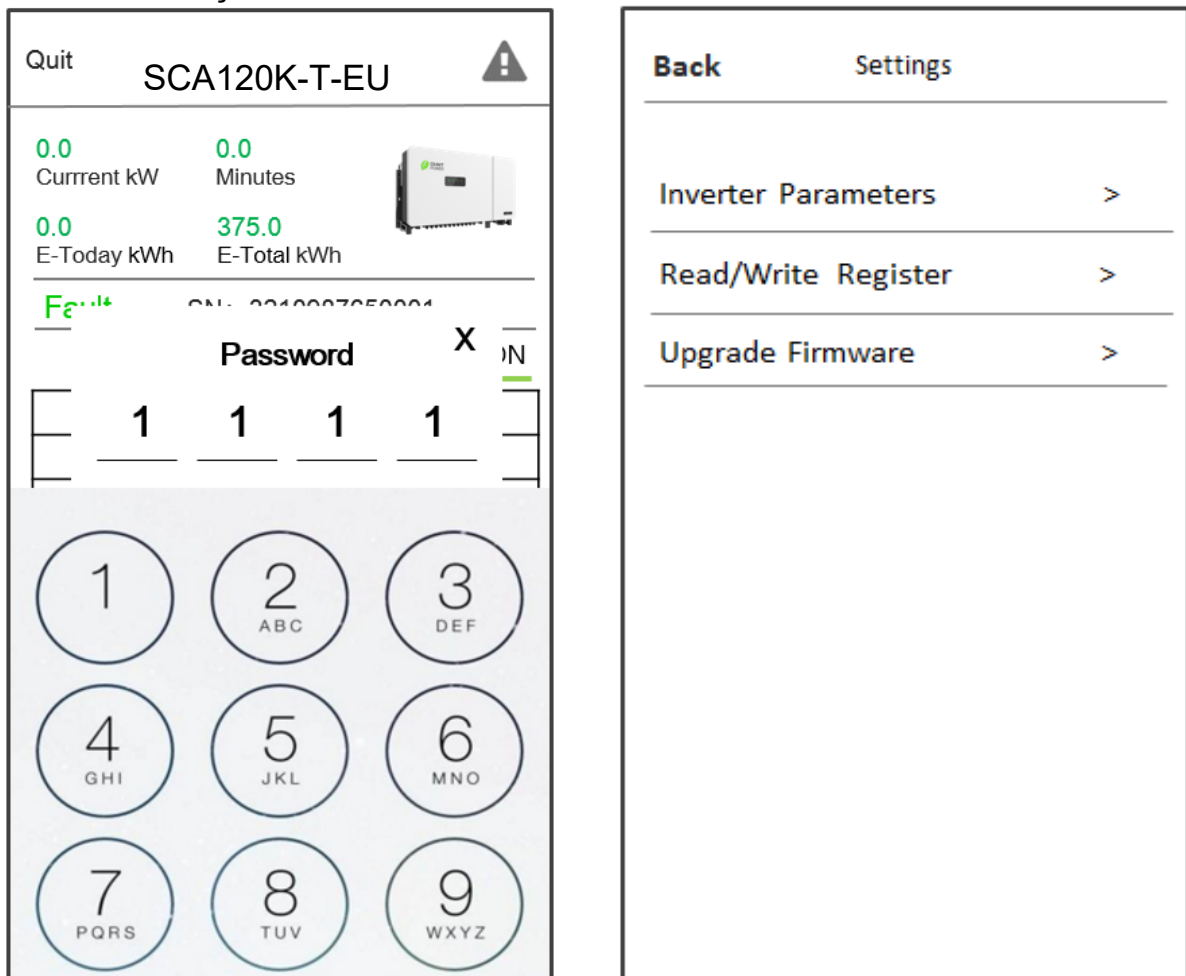 Quit
SCA120K-T-EU
0.0
0.0
Currrent kW
Minutes
0.0
375.0
E-Today kWh
E-Total kWh
Fault
Password
X
ON
1 1 1 1
1
2
ABC
3
DEF
4
GHI
5
JKL
6
MNO
7
PQRS
8
TUV
9
WXYZ
Back
Settings
Inverter Parameters >
Read/Write Register >
Upgrade Firmware >